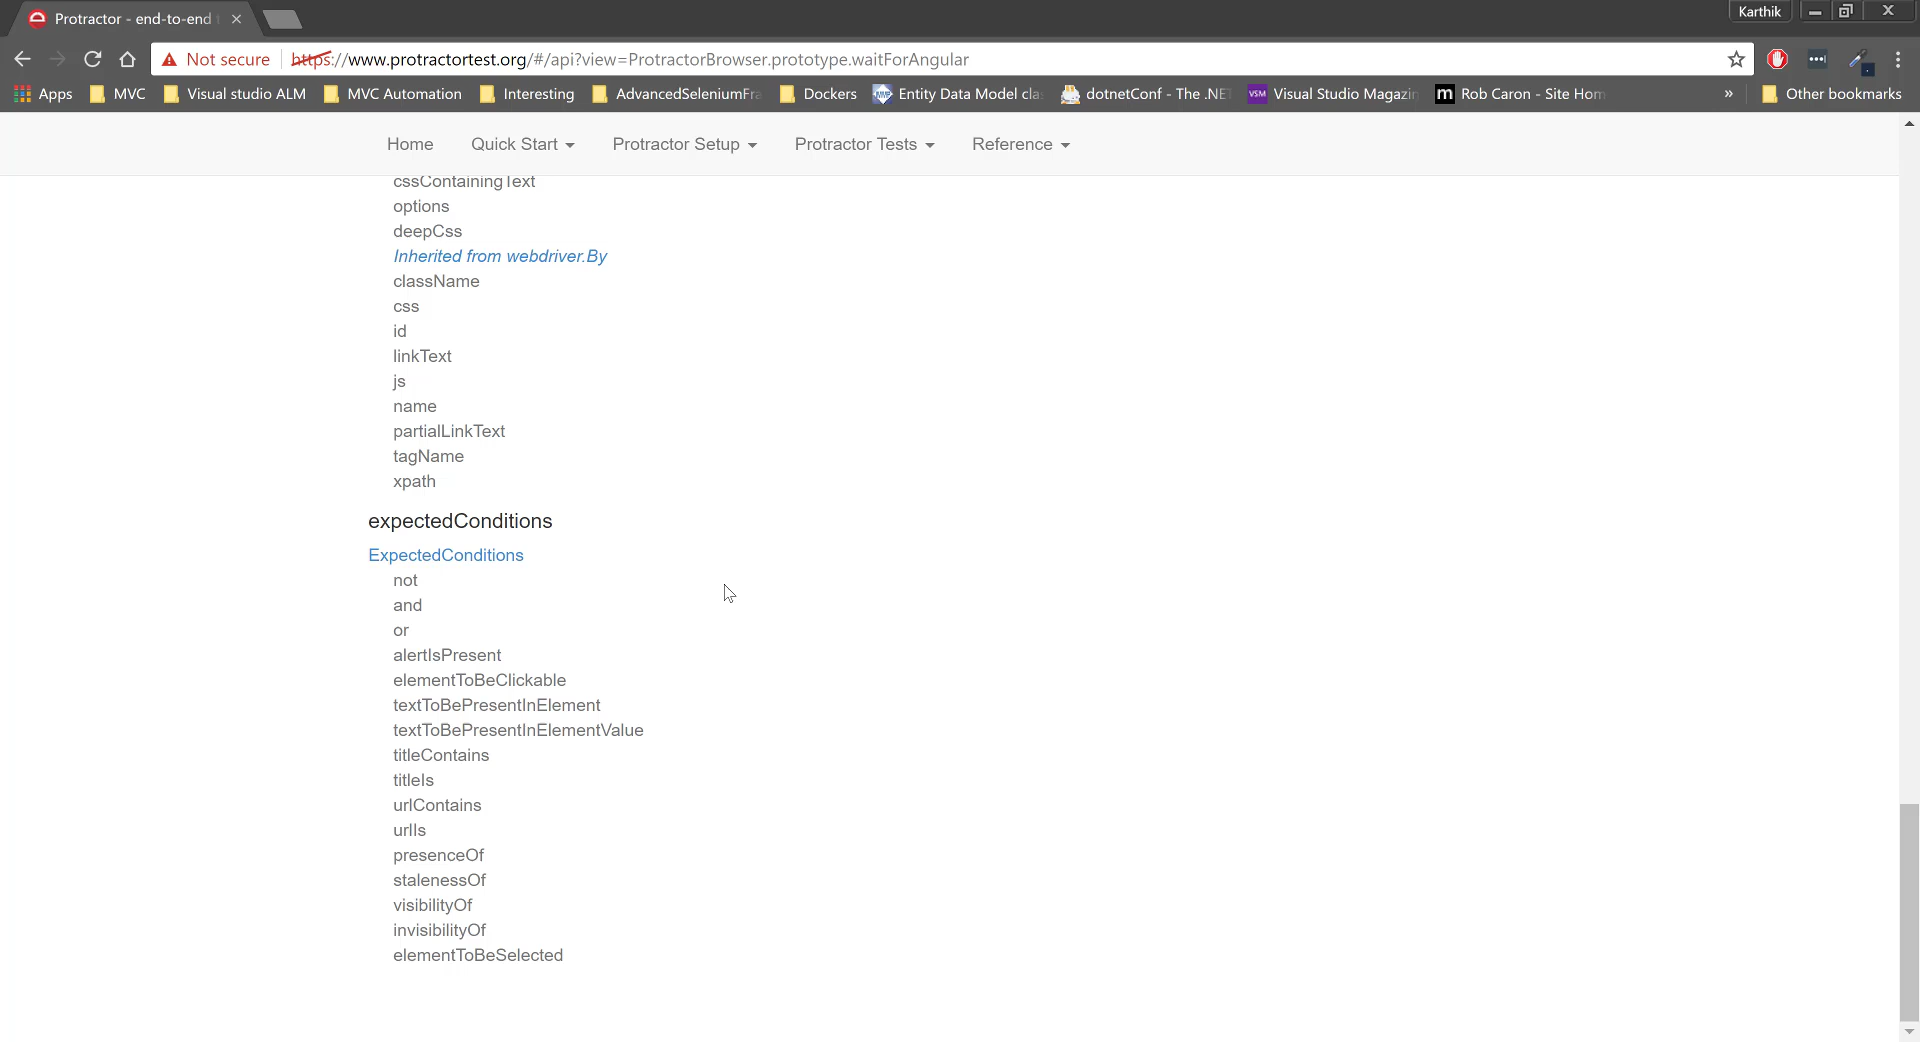 Protractor - end-to-end
Karthik
Not secure https://www.protractortest.org/#/api?view=ProtractorBrowser.prototype.waitForAngular
Apps MVC Visual studio ALM MVC Automation Interesting AdvancedSeleniumFra Dockers Entity Data Model cla dotnetConf - The .NET Visual Studio Magazin Rob Caron - Site Hom » Other bookmarks
Home Quick Start Protractor Setup Protractor Tests Reference
cssContainingText
options
deepCss
Inherited from webdriver.By
className
css
id
linkText
js
name
partialLinkText
tagName
xpath
expectedConditions
ExpectedConditions
not
and
or
alertIsPresent
elementToBeClickable
textToBePresentInElement
textToBePresentInElementValue
titleContains
titleIs
urlContains
urlIs
presenceOf
stalenessOf
visibilityOf
invisibilityOf
elementToBeSelected